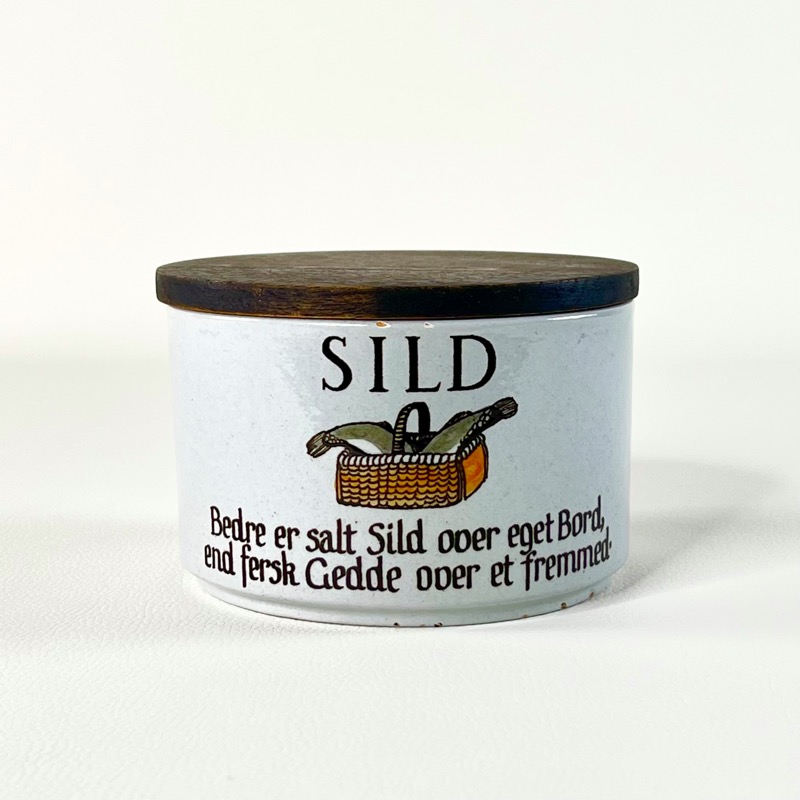 SILD
Bedre er salt Sild over eget Bord,
end fersk Gedde over et fremmed.